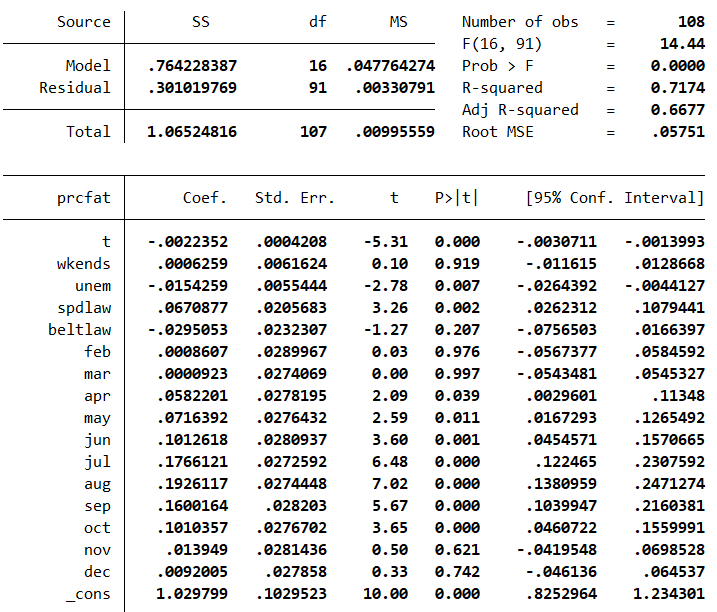 Source SS df MS Number of obs = 108
F(16, 91) = 14.44
Model .764228387 16 .047764274 Prob > F = 0.0000
Residual .301019769 91 .00330791 R-squared = 0.7174
Adj R-squared = 0.6677
Total 1.06524816 107 .00995559 Root MSE = .05751
prcfat Coef. Std. Err. t P>|t| [95% Conf. Interval]
t -.0022352 .0004208 -5.31 0.000 -.0030711 -.0013993
wkends .0006259 .0061624 0.10 0.919 -.011615 .0128668
unem -.0154259 .0055444 -2.78 0.007 -.0264392 -.0044127
spdlaw .0670877 .0205683 3.26 0.002 .0262312 .1079441
beltlaw -.0295053 .0232307 -1.27 0.207 -.0756503 .0166397
feb .0008607 .0289967 0.03 0.976 -.0567377 .0584592
mar .0000923 .0274069 0.00 0.997 -.0543481 .0545327
apr .0582201 .0278195 2.09 0.039 .0029601 .11348
may .0716392 .0276432 2.59 0.011 .0167293 .1265492
jun .1012618 .0280937 3.60 0.001 .0454571 .1570665
jul .1766121 .0272592 6.48 0.000 .122465 .2307592
aug .1926117 .0274448 7.02 0.000 .1380959 .2471274
sep .1600164 .028203 5.67 0.000 .1039947 .2160381
oct .1010357 .0276702 3.65 0.000 .0460722 .1559991
nov .013949 .0281436 0.50 0.621 -.0419548 .0698528
dec .0092005 .027858 0.33 0.742 -.046136 .064537
_cons 1.029799 .1029523 10.00 0.000 .8252964 1.234301